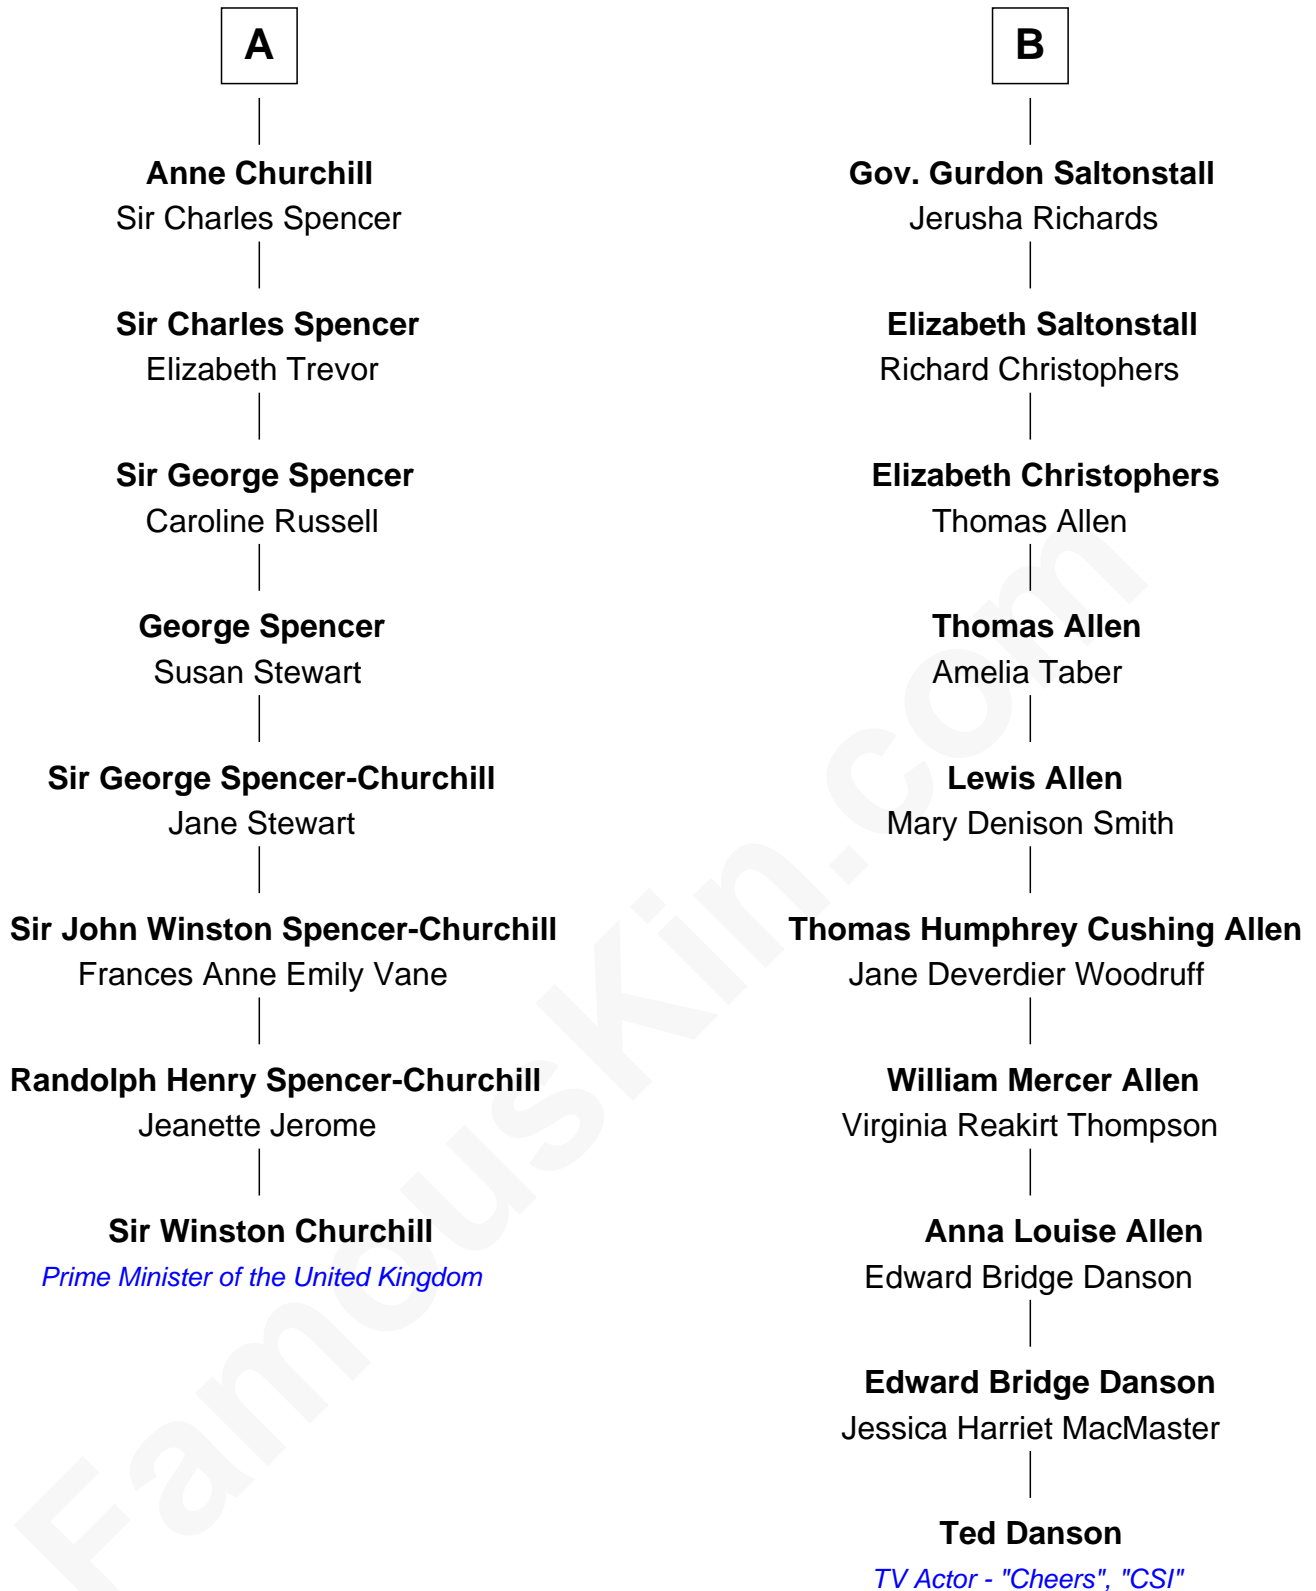 A
Anne Churchill
Sir Charles Spencer
Sir Charles Spencer
Elizabeth Trevor
Sir George Spencer
Caroline Russell
George Spencer
Susan Stewart
Sir George Spencer-Churchill
Jane Stewart
Sir John Winston Spencer-Churchill
Frances Anne Emily Vane
Randolph Henry Spencer-Churchill
Jeanette Jerome
Sir Winston Churchill
Prime Minister of the United Kingdom
B
Gov. Gurdon Saltonstall
Jerusha Richards
Elizabeth Saltonstall
Richard Christophers
Elizabeth Christophers
Thomas Allen
Thomas Allen
Amelia Taber
Lewis Allen
Mary Denison Smith
Thomas Humphrey Cushing Allen
Jane Deverdier Woodruff
William Mercer Allen
Virginia Reakirt Thompson
Anna Louise Allen
Edward Bridge Danson
Edward Bridge Danson
Jessica Harriet MacMaster
Ted Danson
TV Actor - "Cheers", "CSI"
FamousKin.com